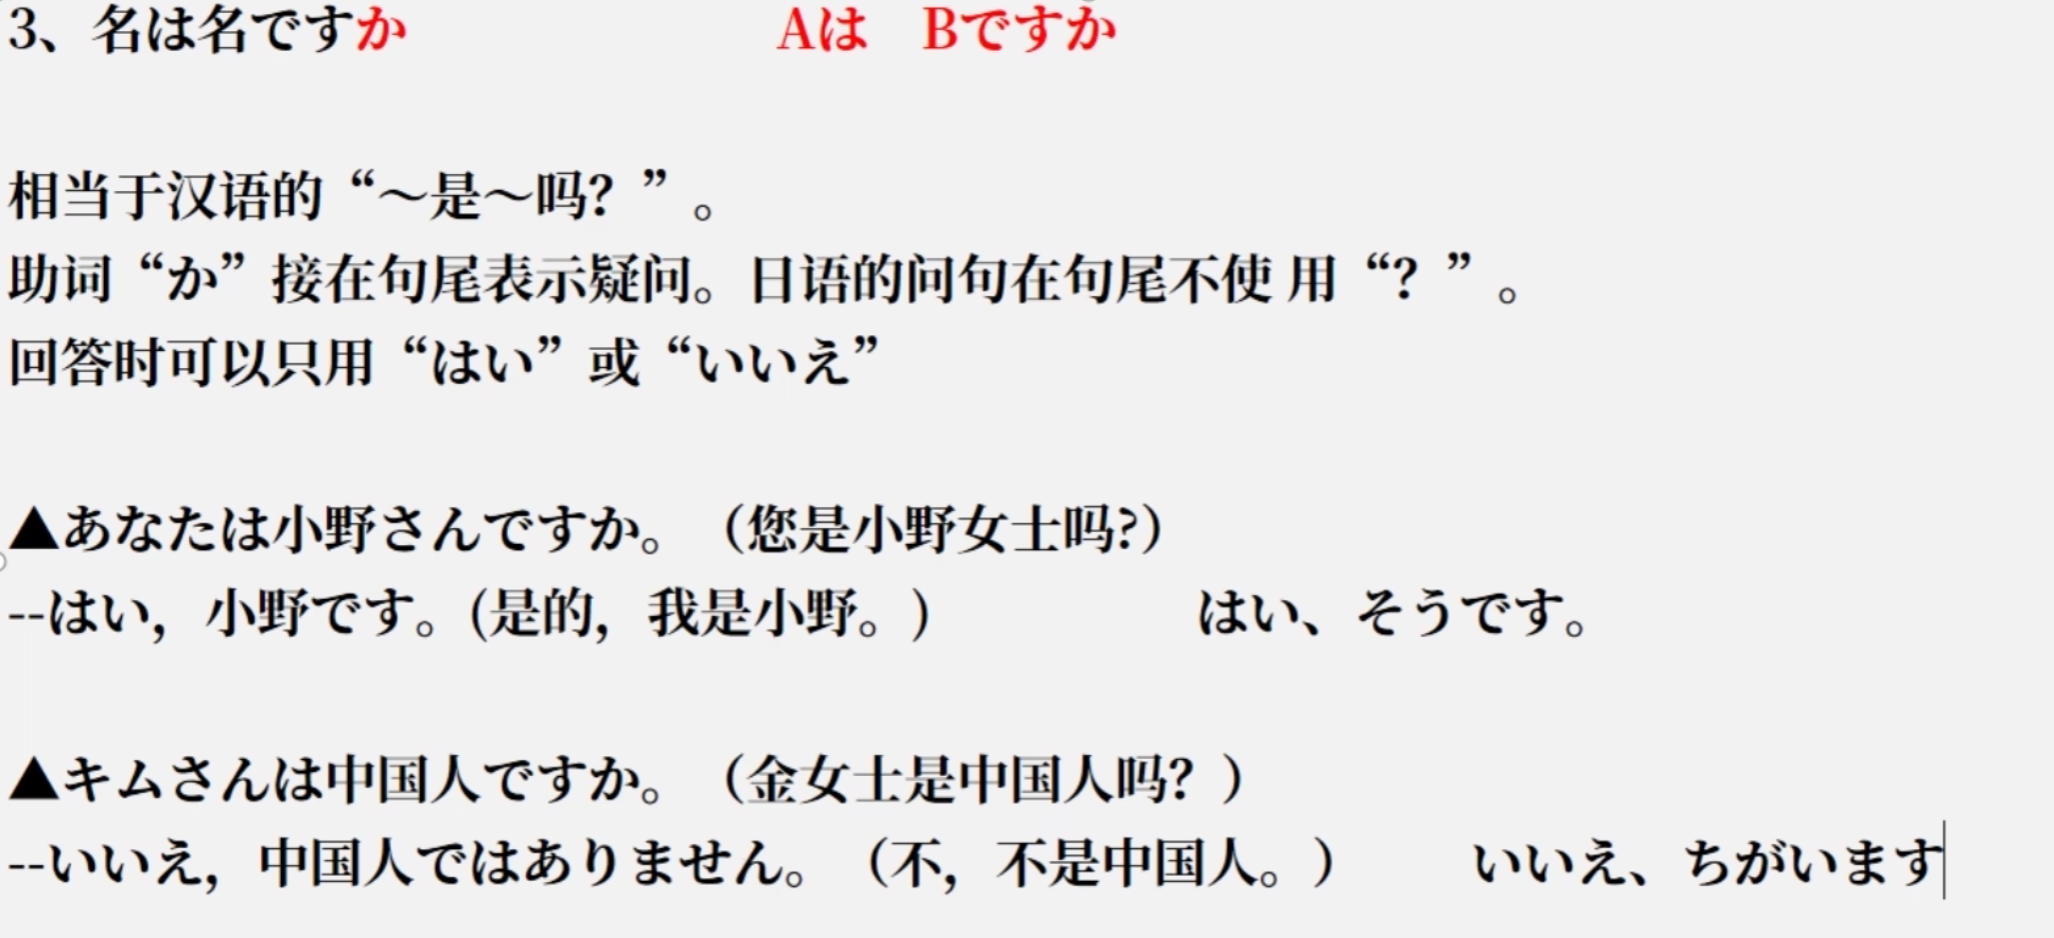 3、名は名ですか　　　Aは　Bですか
相当于汉语的“～是～吗？”。
助词“か”接在句尾表示疑问。日语的问句在句尾不使 用“？”。
回答时可以只用“はい”或“いいえ”
▲あなたは小野さんですか。（您是小野女士吗?）
--はい，小野です。(是的，我是小野。)　　　はい、そうです。
▲キムさんは中国人ですか。（金女士是中国人吗？）
--いいえ，中国人ではありません。（不，不是中国人。）　　いいえ、ちがいます